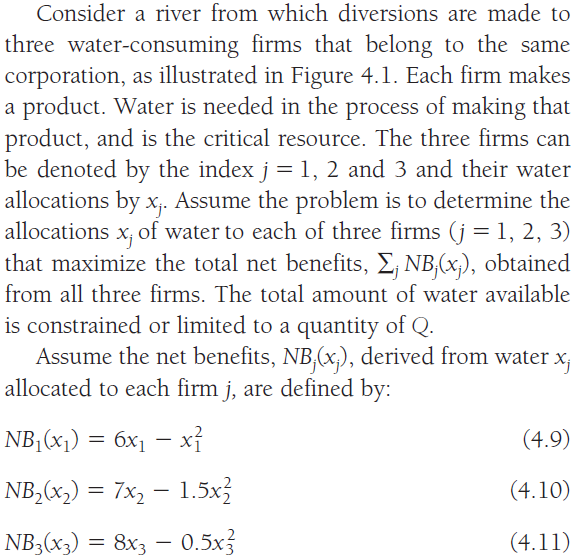 Consider a river from which diversions are made to
three water-consuming firms that belong to the same
corporation, as illustrated in Figure 4.1. Each firm makes
a product. Water is needed in the process of making that
product, and is the critical resource. The three firms can
be denoted by the index j = 1, 2 and 3 and their water
allocations by xⱼ. Assume the problem is to determine the
allocations xⱼ of water to each of three firms (j = 1, 2, 3)
that maximize the total net benefits, Σⱼ NBⱼ(xⱼ), obtained
from all three firms. The total amount of water available
is constrained or limited to a quantity of Q.
Assume the net benefits, NBⱼ(xⱼ), derived from water xⱼ
allocated to each firm j, are defined by:
NB₁(x₁) = 6x₁ − x₁² (4.9)
NB₂(x₂) = 7x₂ − 1.5x₂² (4.10)
NB₃(x₃) = 8x₃ − 0.5x₃² (4.11)